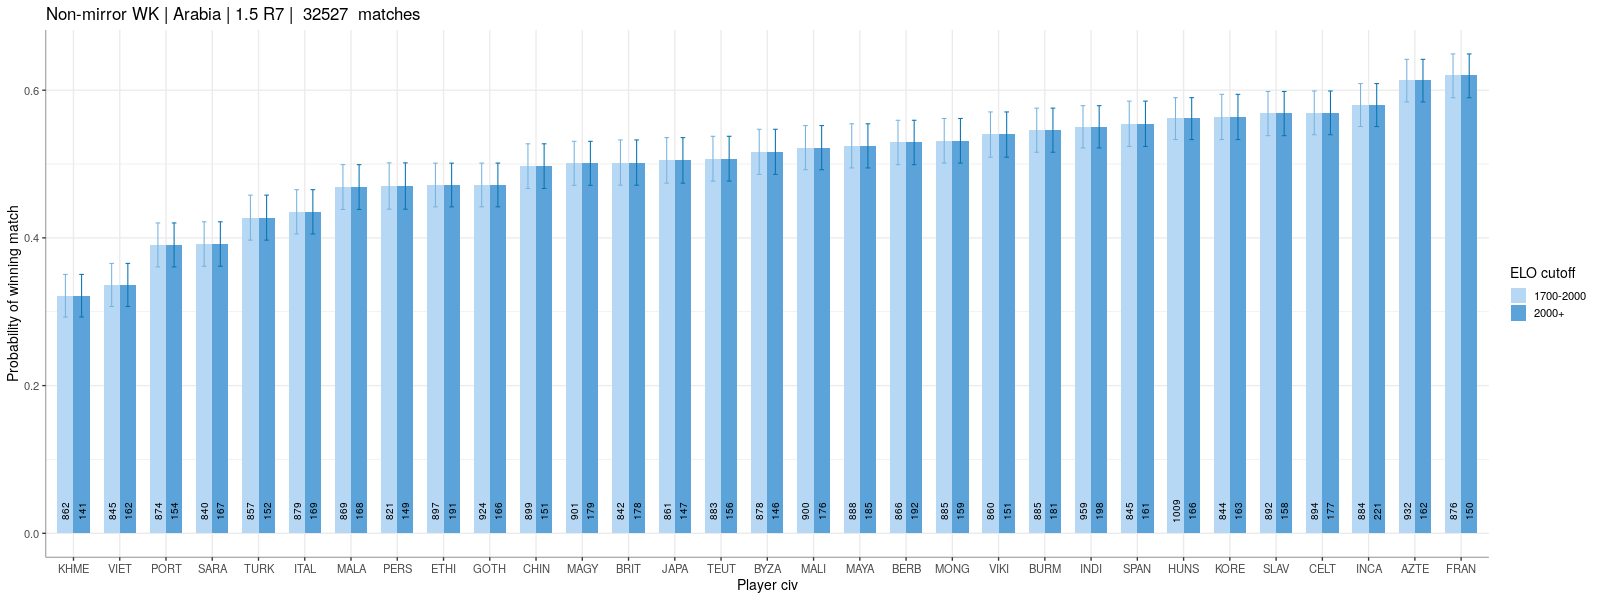 Non-mirror WK | Arabia | 1.5 R7 |  32527  matches
Probability of winning match
0.6
0.4
0.2
0.0
862 141 845 162 874 154 840 167 857 152 879 169 869 168 821 149 897 191 924 166 899 151 901 179 842 178 861 147 883 156 878 146 900 176 888 185 866 192 885 159 860 151 885 181 959 198 845 161 1009 166 844 163 892 158 894 177 884 221 932 162 876 150
KHME VIET PORT SARA TURK ITAL MALA PERS ETHI GOTH CHIN MAGY BRIT JAPA TEUT BYZA MALI MAYA BERB MONG VIKI BURM INDI SPAN HUNS KORE SLAV CELT INCA AZTE FRAN
Player civ
ELO cutoff
1700-2000
2000+